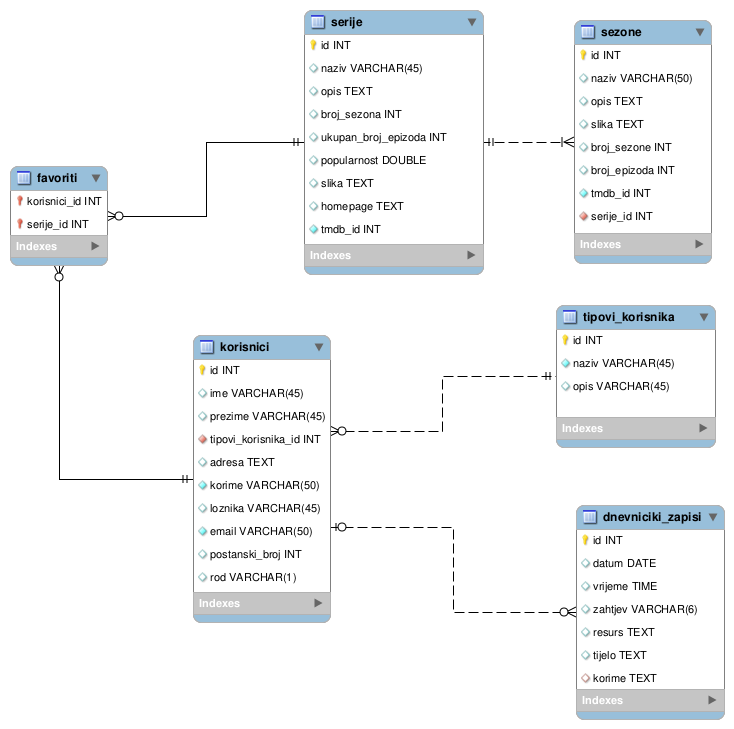 serije
id INT
naziv VARCHAR(45)
opis TEXT
broj_sezona INT
ukupan_broj_epizoda INT
popularnost DOUBLE
slika TEXT
homepage TEXT
tmdb_id INT
Indexes
sezone
id INT
naziv VARCHAR(50)
opis TEXT
slika TEXT
broj_sezone INT
broj_epizoda INT
tmdb_id INT
serije_id INT
Indexes
favoriti
korisnici_id INT
serije_id INT
Indexes
korisnici
id INT
ime VARCHAR(45)
prezime VARCHAR(45)
tipovi_korisnika_id INT
adresa TEXT
korime VARCHAR(50)
loznika VARCHAR(45)
email VARCHAR(50)
postanski_broj INT
rod VARCHAR(1)
Indexes
tipovi_korisnika
id INT
naziv VARCHAR(45)
opis VARCHAR(45)
Indexes
dnevniciki_zapisi
id INT
datum DATE
vrijeme TIME
zahtjev VARCHAR(6)
resurs TEXT
tijelo TEXT
korime TEXT
Indexes